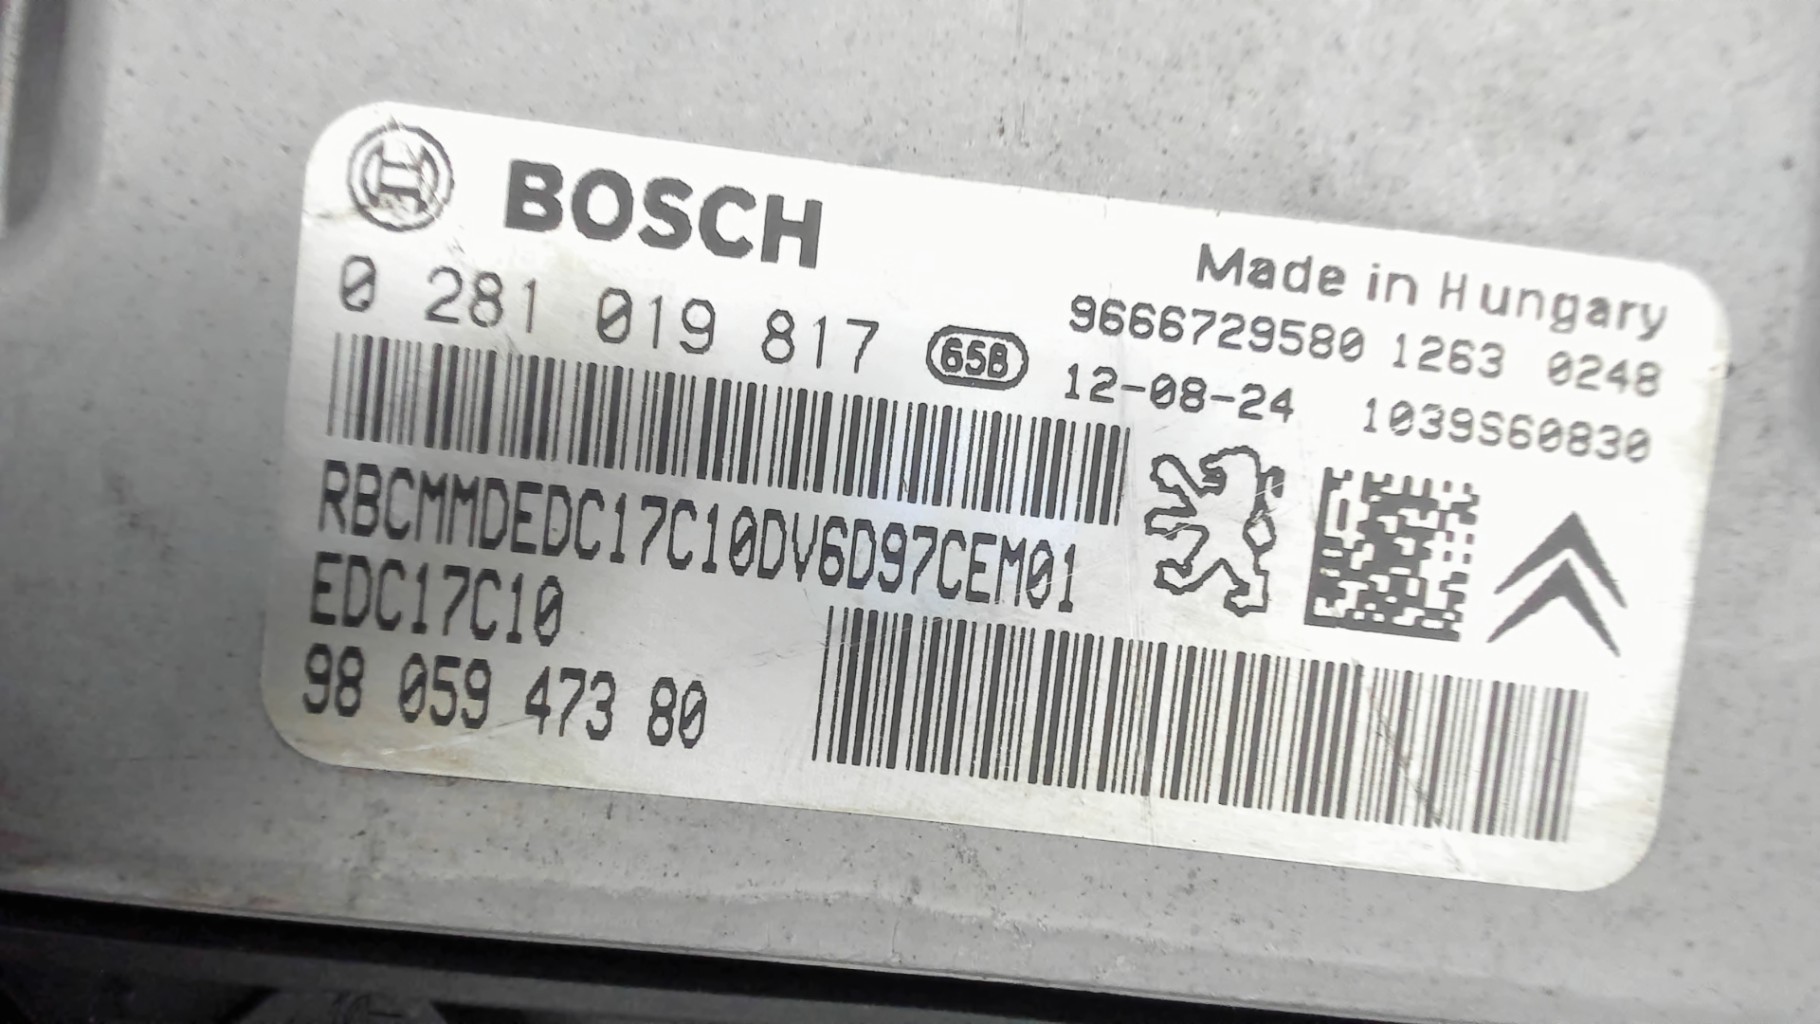 BOSCH
Made in Hungary
0 281 019 817
65B
9666729580 1263 0248
12-08-24 1039S60830
RBCMMDEDC17C10DV6D97CEM01
EDC17C10
98 059 473 80